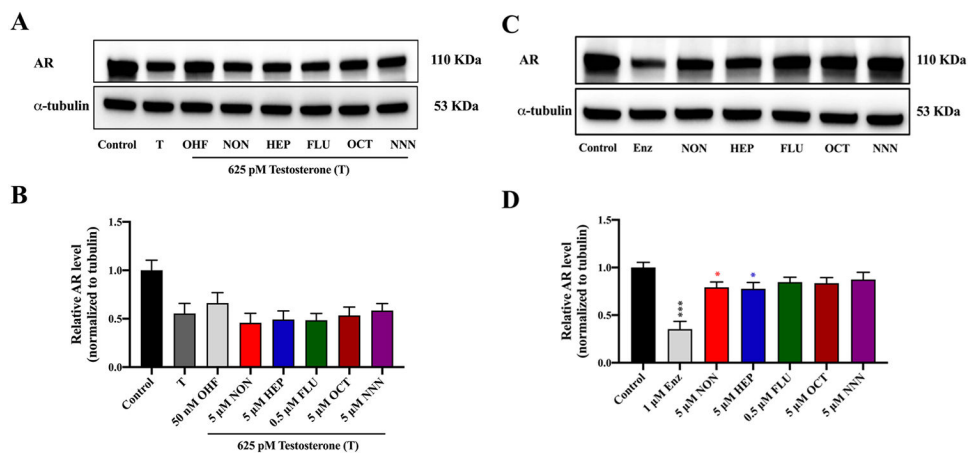 A
AR
110 KDa
α-tubulin
53 KDa
Control T OHF NON HEP FLU OCT NNN
625 pM Testosterone (T)
B
Relative AR level
(normalized to tubulin)
1.5
1.0
0.5
0.0
Control
T
50 nM OHF
5 μM NON
5 μM HEP
0.5 μM FLU
5 μM OCT
5 μM NNN
625 pM Testosterone (T)
C
AR
110 KDa
α-tubulin
53 KDa
Control Enz NON HEP FLU OCT NNN
D
Relative AR level
(normalized to tubulin)
1.5
1.0
0.5
0.0
***
*
*
Control
1 μM Enz
5 μM NON
5 μM HEP
0.5 μM FLU
5 μM OCT
5 μM NNN